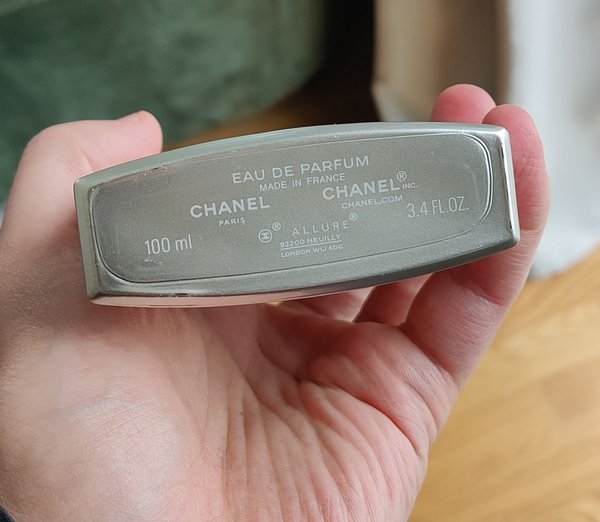 EAU DE PARFUM
MADE IN FRANCE
CHANEL CHANEL® INC.
PARIS CHANEL.COM
® ALLURE®
100 ml 3.4 FL.OZ.
92200 NEUILLY
LONDON W1J 6DG